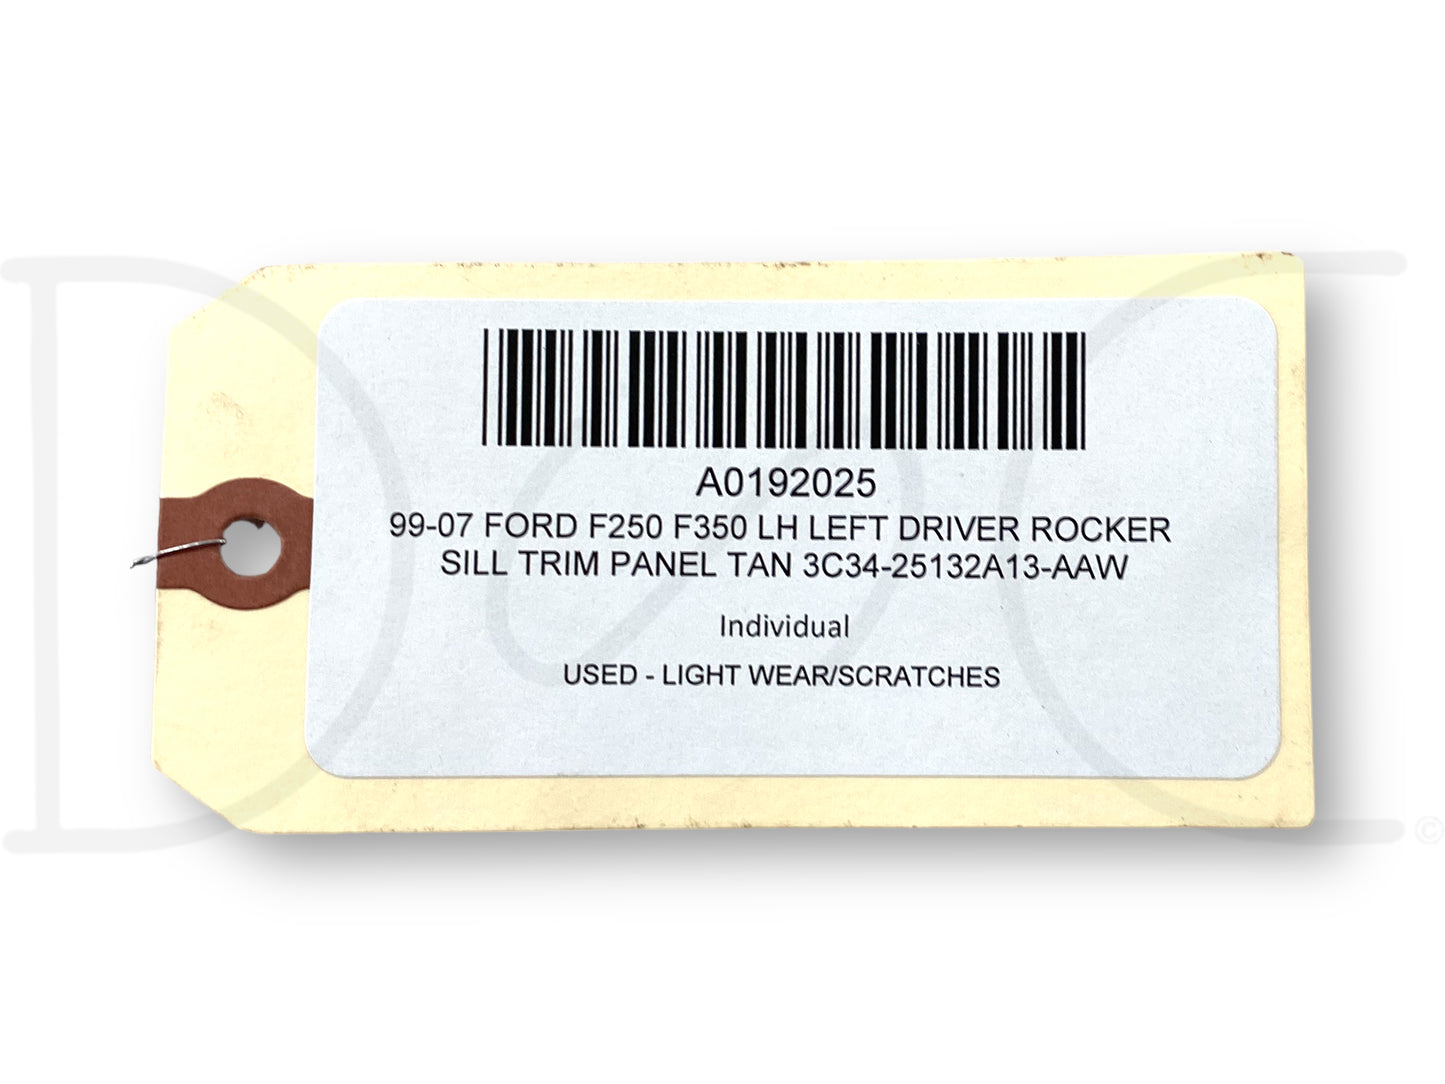 A0192025
99-07 FORD F250 F350 LH LEFT DRIVER ROCKER
SILL TRIM PANEL TAN 3C34-25132A13-AAW
Individual
USED - LIGHT WEAR/SCRATCHES
©